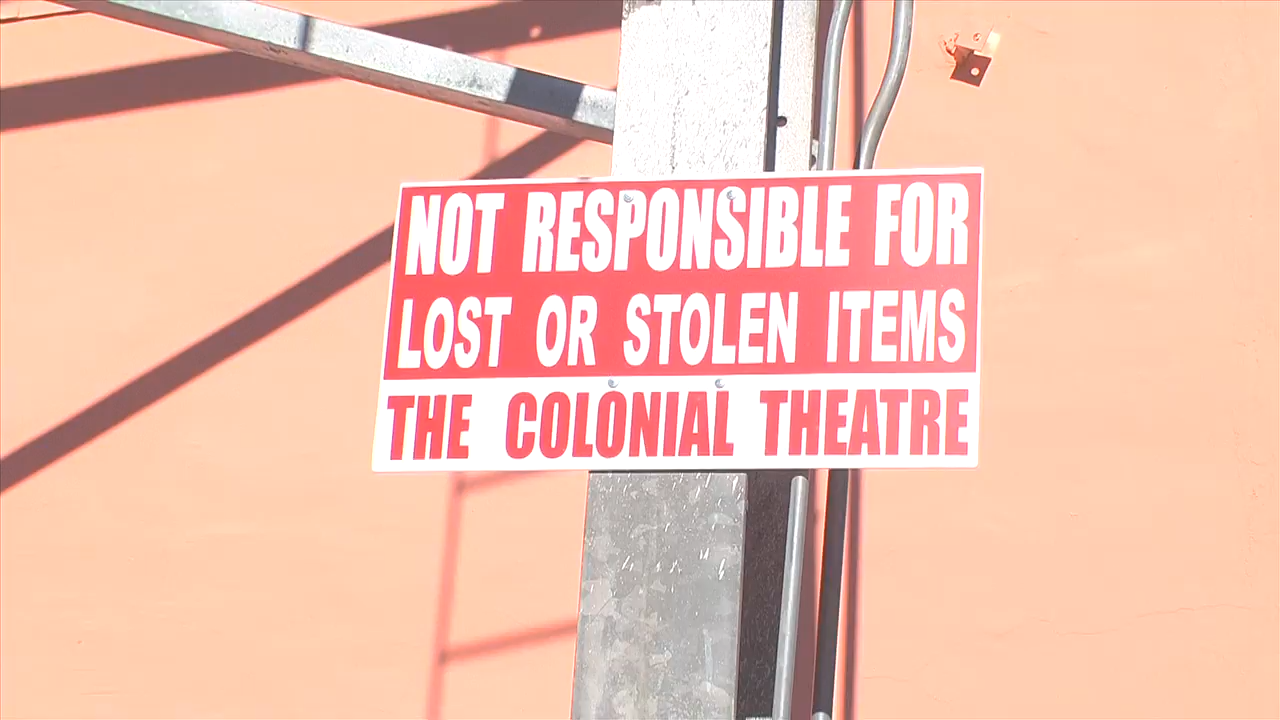 NOT RESPONSIBLE FOR
LOST OR STOLEN ITEMS
THE COLONIAL THEATRE